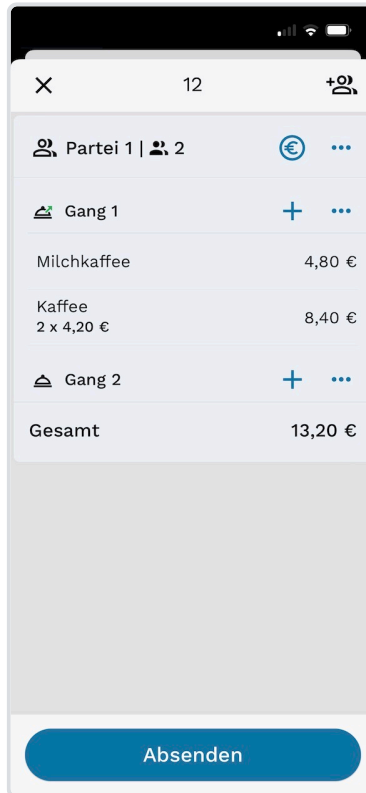 12
Partei 1 | 2
Gang 1
Milchkaffee 4,80 €
Kaffee
2 x 4,20 € 8,40 €
Gang 2
Gesamt 13,20 €
Absenden